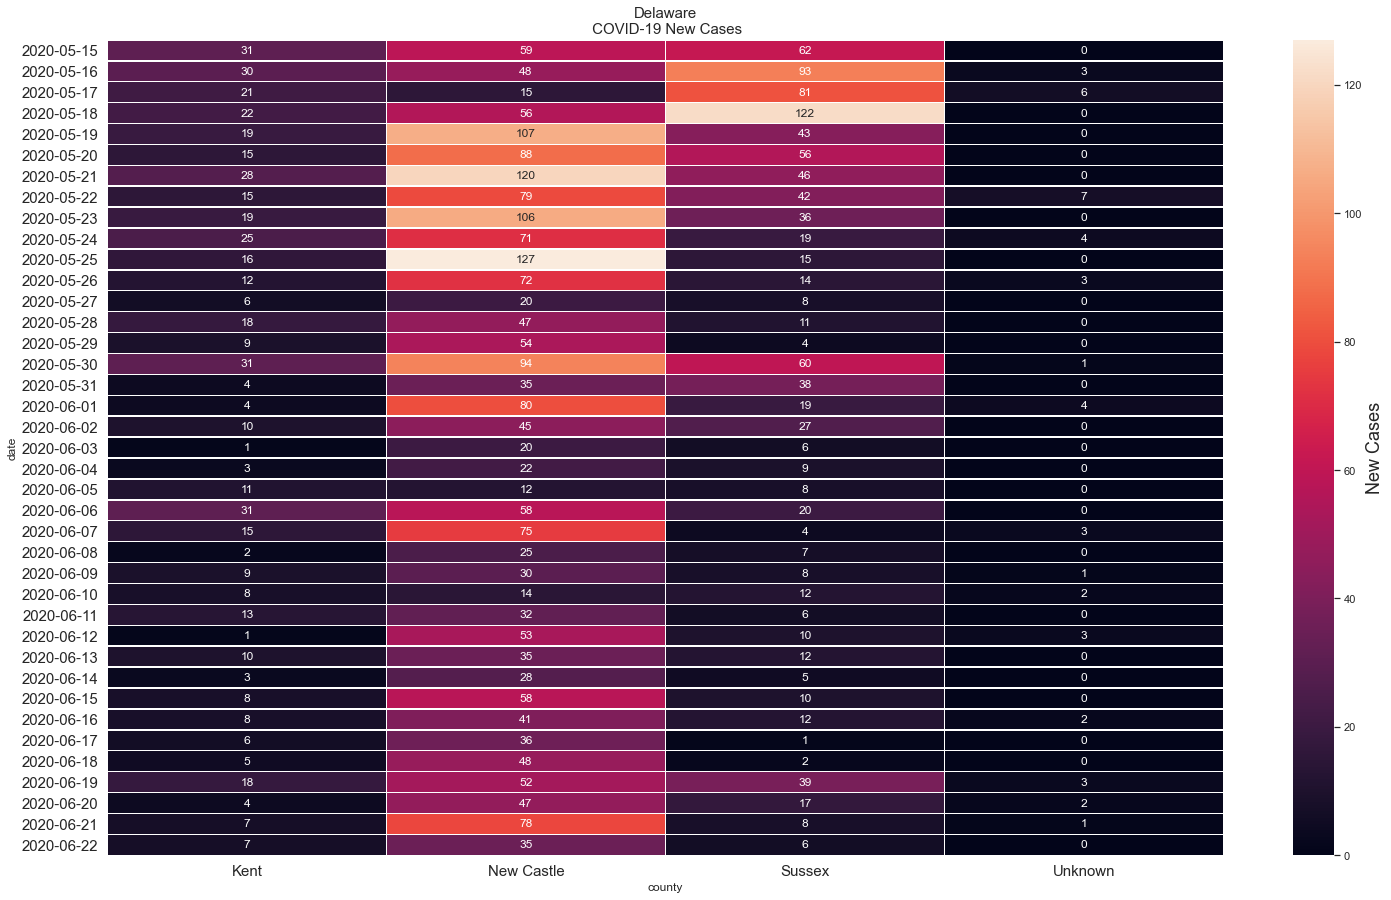 Delaware
COVID-19 New Cases
2020-05-15 31 59 62 0
2020-05-16 30 48 93 3
2020-05-17 21 15 81 6
2020-05-18 22 56 122 0
2020-05-19 19 107 43 0
2020-05-20 15 88 56 0
2020-05-21 28 120 46 0
2020-05-22 15 79 42 7
2020-05-23 19 106 36 0
2020-05-24 25 71 19 4
2020-05-25 16 127 15 0
2020-05-26 12 72 14 3
2020-05-27 6 20 8 0
2020-05-28 18 47 11 0
2020-05-29 9 54 4 0
2020-05-30 31 94 60 1
2020-05-31 4 35 38 0
2020-06-01 4 80 19 4
2020-06-02 10 45 27 0
2020-06-03 1 20 6 0
2020-06-04 3 22 9 0
2020-06-05 11 12 8 0
2020-06-06 31 58 20 0
2020-06-07 15 75 4 3
2020-06-08 2 25 7 0
2020-06-09 9 30 8 1
2020-06-10 8 14 12 2
2020-06-11 13 32 6 0
2020-06-12 1 53 10 3
2020-06-13 10 35 12 0
2020-06-14 3 28 5 0
2020-06-15 8 58 10 0
2020-06-16 8 41 12 2
2020-06-17 6 36 1 0
2020-06-18 5 48 2 0
2020-06-19 18 52 39 3
2020-06-20 4 47 17 2
2020-06-21 7 78 8 1
2020-06-22 7 35 6 0
Kent New Castle Sussex Unknown
county
date
120
100
80
60
40
20
0
New Cases